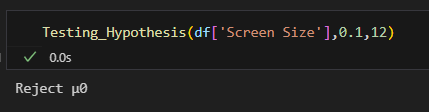 Testing_Hypothesis(df['Screen Size'],0.1,12)
✓ 0.0s
Reject μ0